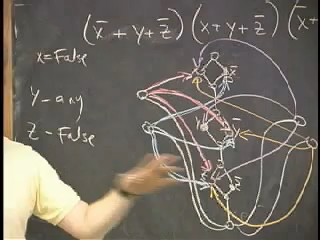 (x̅ + y + z̅) (x + y + z̅) (x̅ +
x = False
y - any
z - False